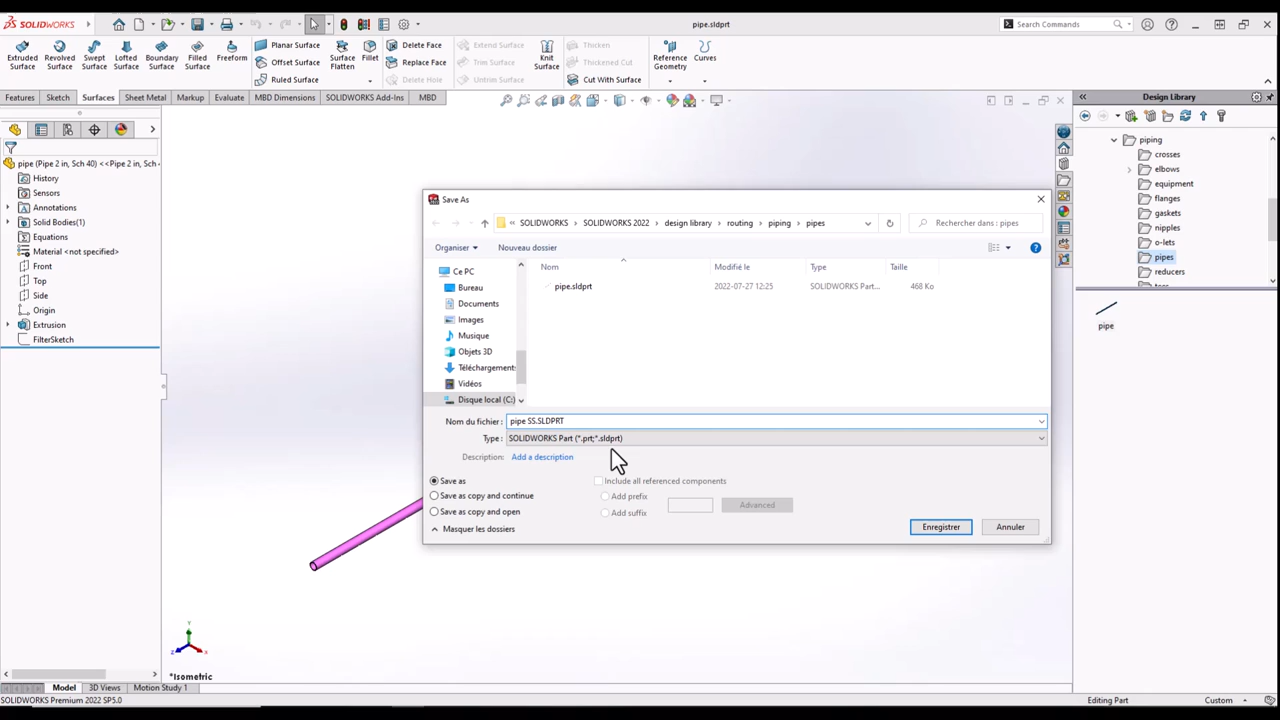 SOLIDWORKS
pipe.sldprt
Search Commands
Extruded Surface
Revolved Surface
Swept Surface
Lofted Surface
Boundary Surface
Filled Surface
Freeform
Planar Surface
Offset Surface
Ruled Surface
Surface Flatten
Fillet
Delete Face
Replace Face
Delete Hole
Extend Surface
Trim Surface
Untrim Surface
Knit Surface
Thicken
Thickened Cut
Cut With Surface
Reference Geometry
Curves
Features
Sketch
Surfaces
Sheet Metal
Markup
Evaluate
MBD Dimensions
SOLIDWORKS Add-Ins
MBD
pipe (Pipe 2 in, Sch 40) <<Pipe 2 in, Sch
History
Sensors
Annotations
Solid Bodies(1)
Equations
Material <not specified>
Front
Top
Side
Origin
Extrusion
FilterSketch
Save As
« SOLIDWORKS > SOLIDWORKS 2022 > design library > routing > piping > pipes
Rechercher dans : pipes
Organiser
Nouveau dossier
Ce PC
Bureau
Documents
Images
Musique
Objets 3D
Téléchargements
Vidéos
Disque local (C:)
Nom
Modifié le
Type
Taille
pipe.sldprt
2022-07-27 12:25
SOLIDWORKS Part...
468 Ko
Nom du fichier : pipe SS.SLDPRT
Type : SOLIDWORKS Part (*.prt;*.sldprt)
Description: Add a description
Save as
Save as copy and continue
Save as copy and open
Include all referenced components
Add prefix
Add suffix
Advanced
Masquer les dossiers
Enregistrer
Annuler
Design Library
piping
crosses
elbows
equipment
flanges
gaskets
nipples
o-lets
pipes
reducers
pipe
Y
Z
X
*Isometric
Model
3D Views
Motion Study 1
SOLIDWORKS Premium 2022 SP5.0
Editing Part
Custom